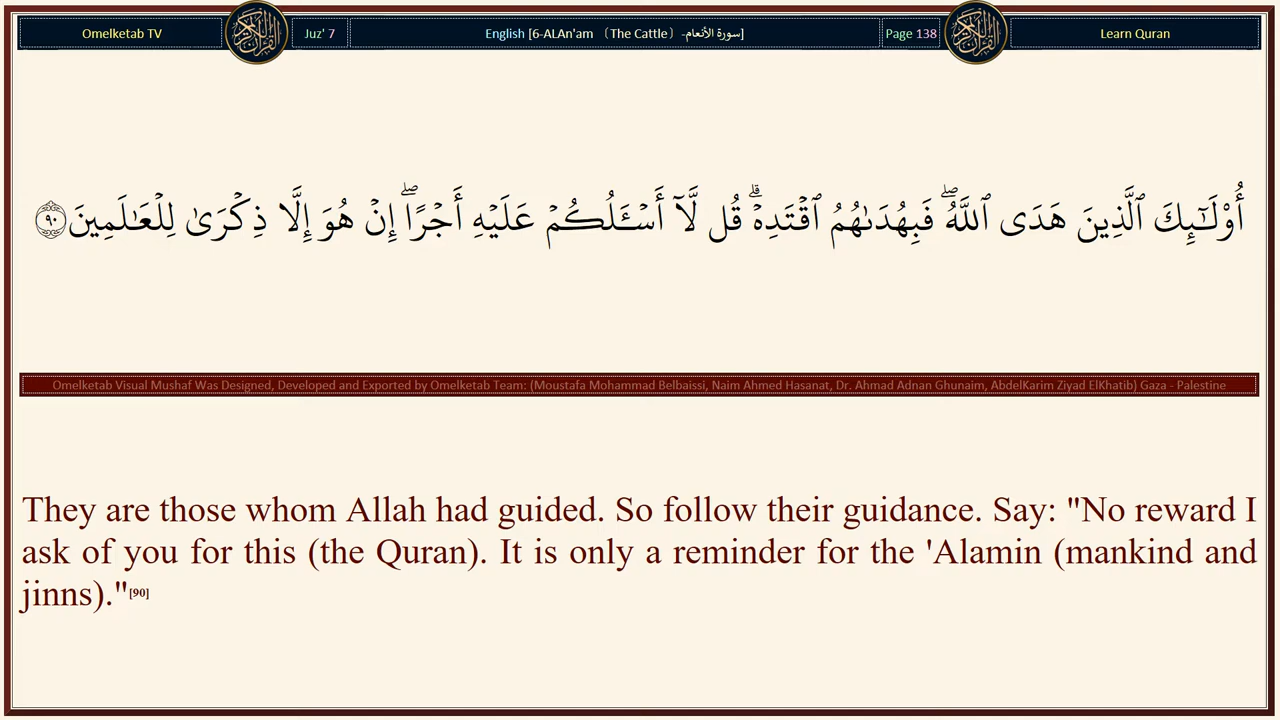 Omelketab TV
Juz' 7
English [6-ALAn'am (The Cattle) -سورة الأنعام]
Page 138
Learn Quran
أُوْلَـٰٓئِكَ ٱلَّذِينَ هَدَى ٱللَّهُۖ فَبِهُدَىٰهُمُ ٱقْتَدِهْۗ قُل لَّآ أَسْـَٔلُكُمْ عَلَيْهِ أَجْرًاۖ إِنْ هُوَ إِلَّا ذِكْرَىٰ لِلْعَـٰلَمِينَ ٩٠
Omelketab Visual Mushaf Was Designed, Developed and Exported by Omelketab Team: (Moustafa Mohammad Belbaissi, Naim Ahmed Hasanat, Dr. Ahmad Adnan Ghunaim, AbdelKarim Ziyad ElKhatib) Gaza - Palestine
They are those whom Allah had guided. So follow their guidance. Say: "No reward I
ask of you for this (the Quran). It is only a reminder for the 'Alamin (mankind and
jinns)."[90]